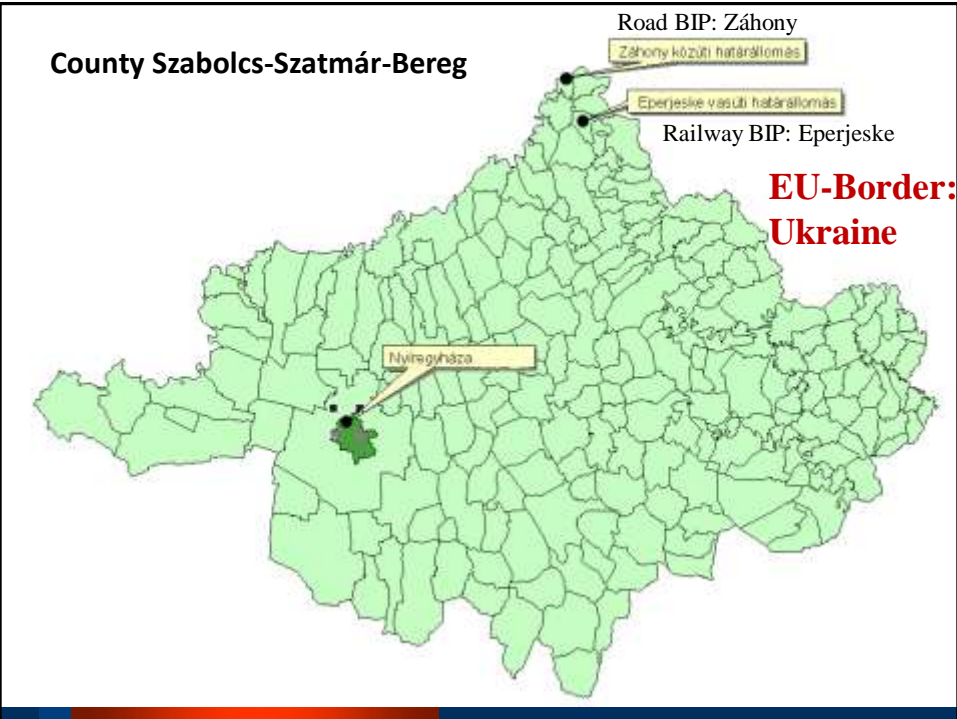 Road BIP: Záhony
County Szabolcs-Szatmár-Bereg
Záhony közúti határállomás
Eperjeske vasúti határállomás
Railway BIP: Eperjeske
EU-Border:
Ukraine
Nyíregyháza